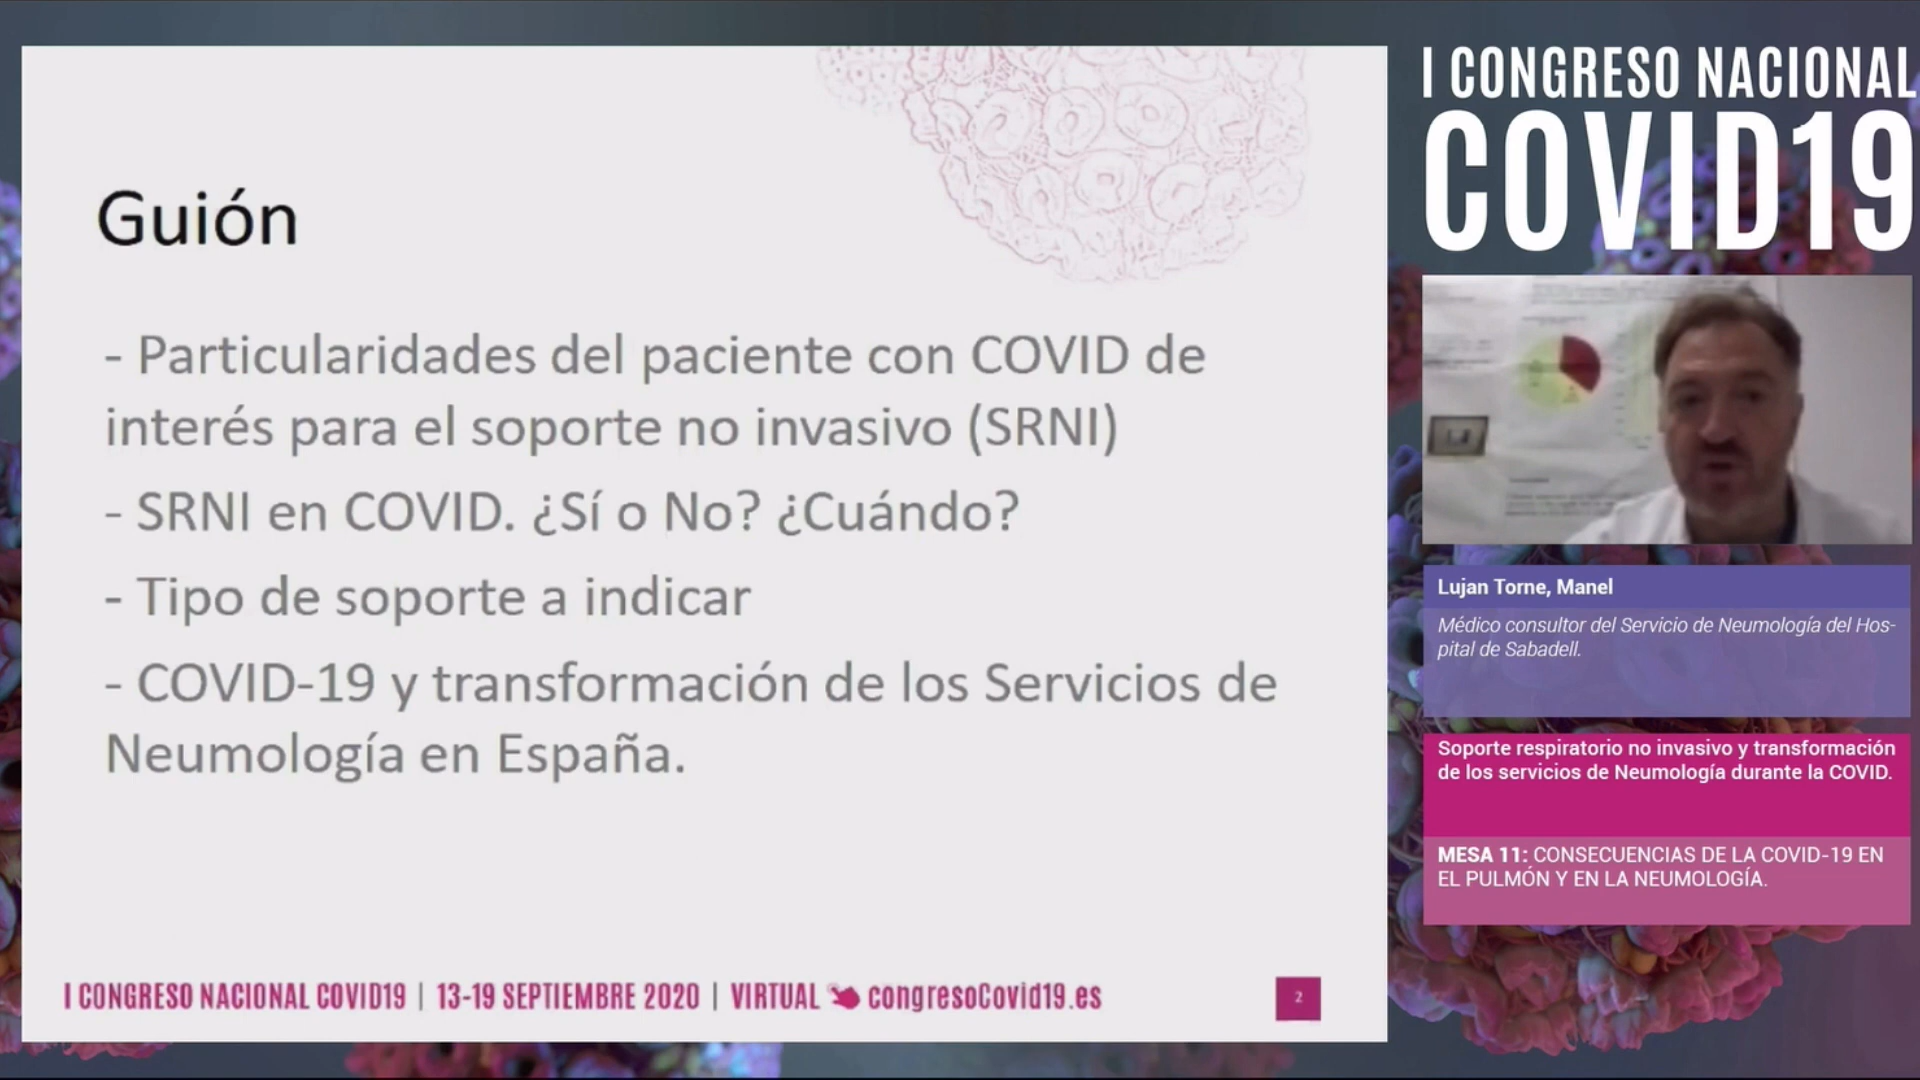 Guión
- Particularidades del paciente con COVID de
interés para el soporte no invasivo (SRNI)
- SRNI en COVID. ¿Sí o No? ¿Cuándo?
- Tipo de soporte a indicar
- COVID-19 y transformación de los Servicios de
Neumología en España.
I CONGRESO NACIONAL COVID19 | 13-19 SEPTIEMBRE 2020 | VIRTUAL congresoCovid19.es
2
I CONGRESO NACIONAL
COVID19
Lujan Torne, Manel
Médico consultor del Servicio de Neumología del Hos-
pital de Sabadell.
Soporte respiratorio no invasivo y transformación
de los servicios de Neumología durante la COVID.
MESA 11: CONSECUENCIAS DE LA COVID-19 EN
EL PULMÓN Y EN LA NEUMOLOGÍA.